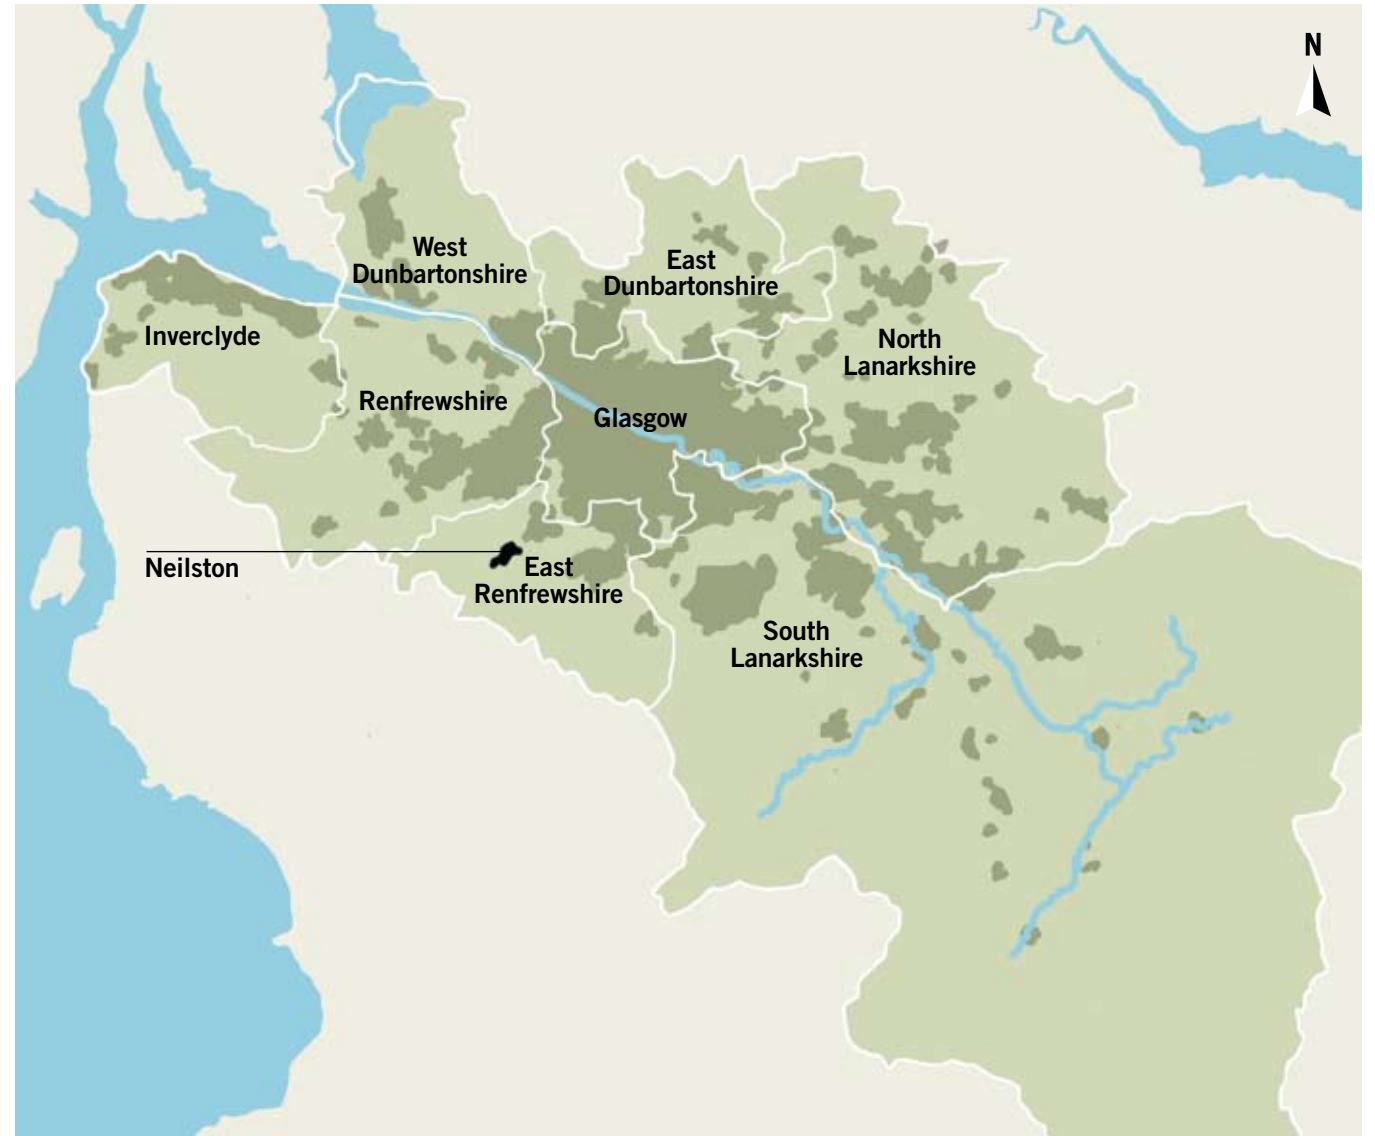 N
West
Dunbartonshire
East
Dunbartonshire
Inverclyde
North
Lanarkshire
Renfrewshire
Glasgow
Neilston
East
Renfrewshire
South
Lanarkshire